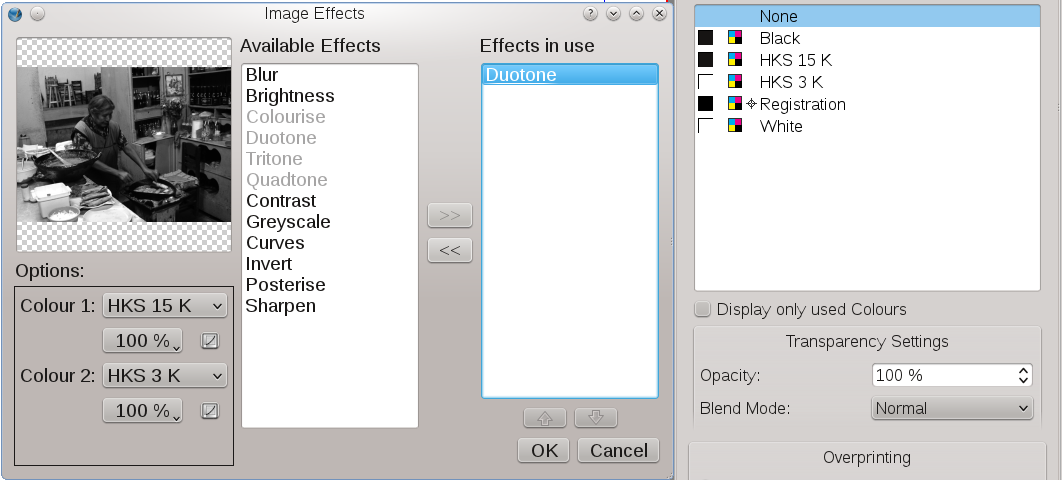 Image Effects
Available Effects
Blur
Brightness
Colourise
Duotone
Tritone
Quadtone
Contrast
Greyscale
Curves
Invert
Posterise
Sharpen
>>
<<
Effects in use
Duotone
Options:
Colour 1: HKS 15 K
100 %
Colour 2: HKS 3 K
100 %
OK Cancel
None
Black
HKS 15 K
HKS 3 K
Registration
White
Display only used Colours
Transparency Settings
Opacity: 100 %
Blend Mode: Normal
Overprinting